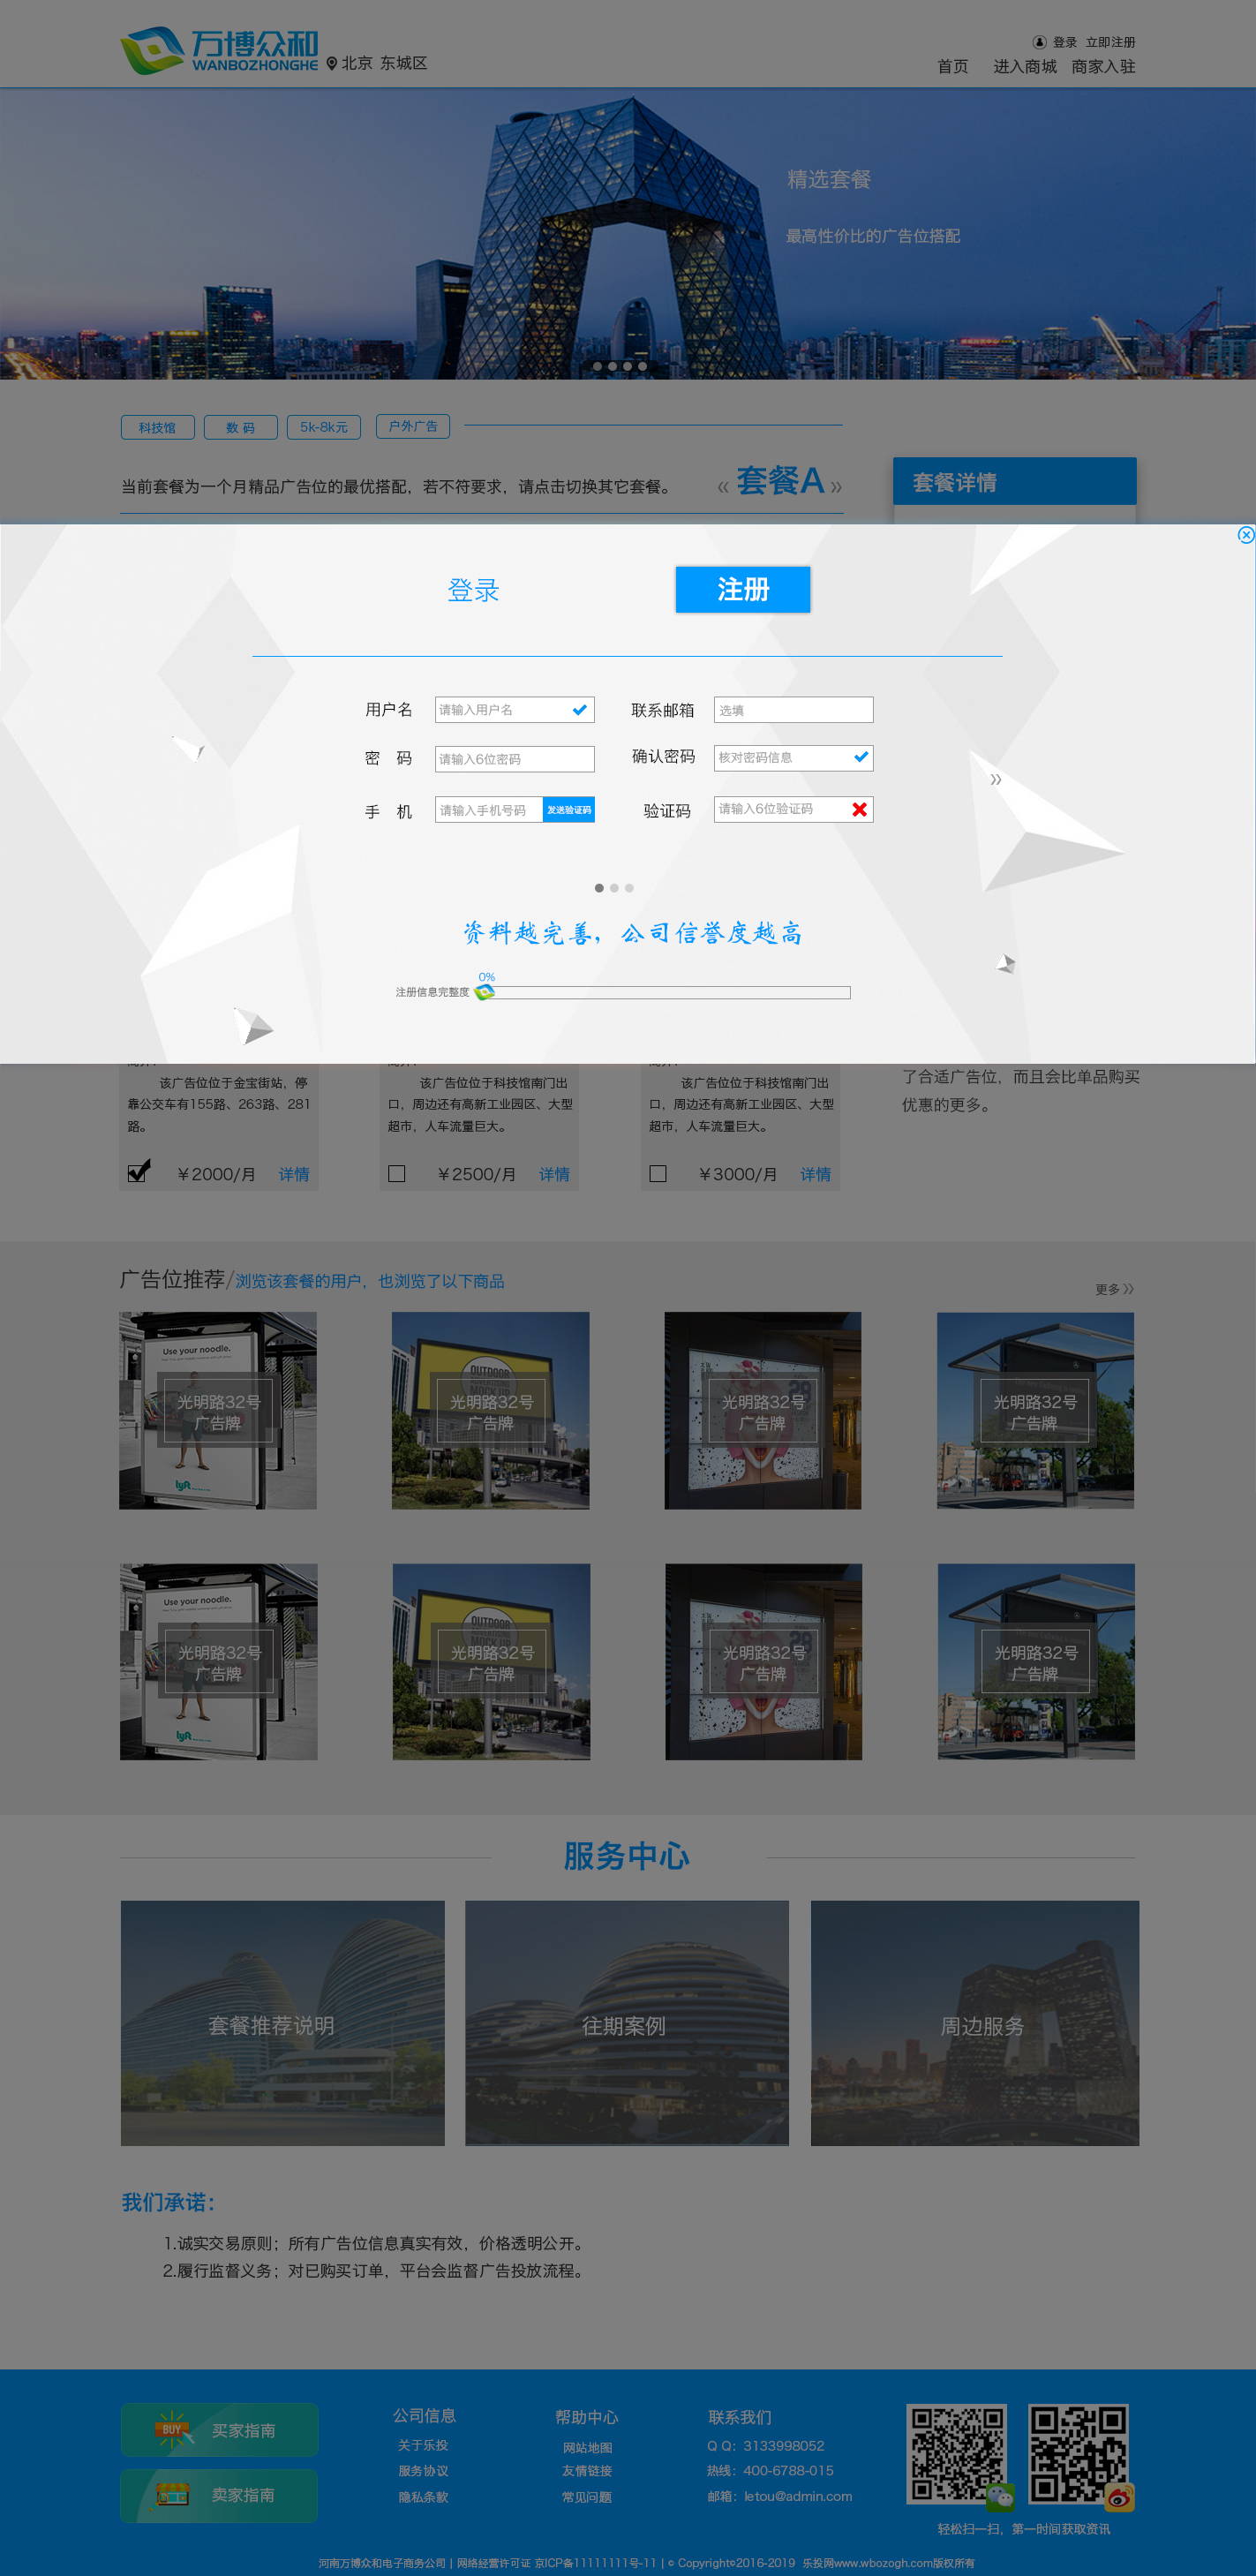 万博众和
WANBOZHONGHE
北京 东城区
登录 立即注册
首页 进入商城 商家入驻
精选套餐
最高性价比的广告位搭配
科技馆 数 码 5k-8k元 户外广告
当前套餐为一个月精品广告位的最优搭配，若不符要求，请点击切换其它套餐。
« 套餐A »
套餐详情
登录 注册
用户名 请输入用户名 联系邮箱 选填
密 码 请输入6位密码 确认密码 核对密码信息
手 机 请输入手机号码 发送验证码 验证码 请输入6位验证码
资料越完善，公司信誉度越高
0%
注册信息完整度
该广告位位于金宝街站，停
靠公交车有155路、263路、281
路。
￥2000/月 详情
该广告位位于科技馆南门出
口，周边还有高新工业园区、大型
超市，人车流量巨大。
￥2500/月 详情
该广告位位于科技馆南门出
口，周边还有高新工业园区、大型
超市，人车流量巨大。
￥3000/月 详情
了合适广告位，而且会比单品购买
优惠的更多。
广告位推荐/浏览该套餐的用户，也浏览了以下商品
更多
Use your noodle.
光明路32号
广告牌
lyft
OUTDOOR
光明路32号
广告牌
光明路32号
广告牌
光明路32号
广告牌
Use your noodle.
光明路32号
广告牌
lyft
OUTDOOR
光明路32号
广告牌
光明路32号
广告牌
光明路32号
广告牌
服务中心
套餐推荐说明
往期案例
周边服务
我们承诺：
1.诚实交易原则；所有广告位信息真实有效，价格透明公开。
2.履行监督义务；对已购买订单，平台会监督广告投放流程。
BUY 买家指南
卖家指南
公司信息
关于乐投
服务协议
隐私条款
帮助中心
网站地图
友情链接
常见问题
联系我们
Q Q：3133998052
热线：400-6788-015
邮箱：letou@admin.com
轻松扫一扫，第一时间获取资讯
河南万博众和电子商务公司 | 网络经营许可证 京ICP备11111111号-11 | © Copyright©2016-2019 乐投网www.wbozogh.com版权所有